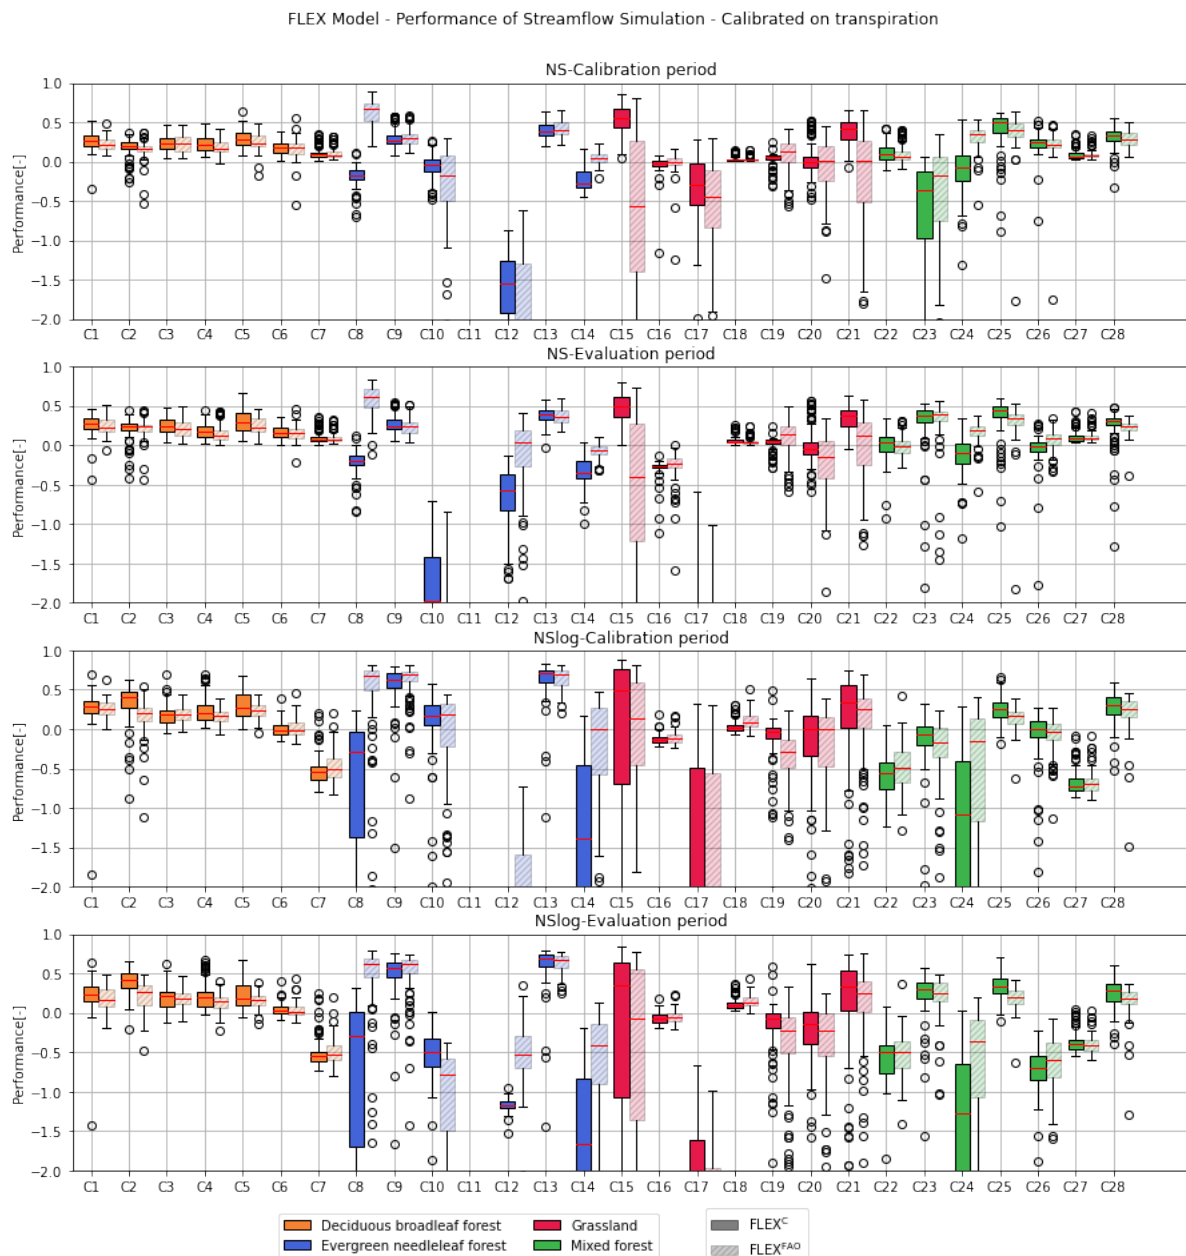 FLEX Model - Performance of Streamflow Simulation - Calibrated on transpiration
NS-Calibration period
1.0
0.5
0.0
−0.5
−1.0
−1.5
−2.0
Performance[-]
C1 C2 C3 C4 C5 C6 C7 C8 C9 C10 C11 C12 C13 C14 C15 C16 C17 C18 C19 C20 C21 C22 C23 C24 C25 C26 C27 C28
NS-Evaluation period
1.0
0.5
0.0
−0.5
−1.0
−1.5
−2.0
Performance[-]
C1 C2 C3 C4 C5 C6 C7 C8 C9 C10 C11 C12 C13 C14 C15 C16 C17 C18 C19 C20 C21 C22 C23 C24 C25 C26 C27 C28
NSlog-Calibration period
1.0
0.5
0.0
−0.5
−1.0
−1.5
−2.0
Performance[-]
C1 C2 C3 C4 C5 C6 C7 C8 C9 C10 C11 C12 C13 C14 C15 C16 C17 C18 C19 C20 C21 C22 C23 C24 C25 C26 C27 C28
NSlog-Evaluation period
1.0
0.5
0.0
−0.5
−1.0
−1.5
−2.0
Performance[-]
C1 C2 C3 C4 C5 C6 C7 C8 C9 C10 C11 C12 C13 C14 C15 C16 C17 C18 C19 C20 C21 C22 C23 C24 C25 C26 C27 C28
Deciduous broadleaf forest
Evergreen needleleaf forest
Grassland
Mixed forest
FLEX^C
FLEX^FAO